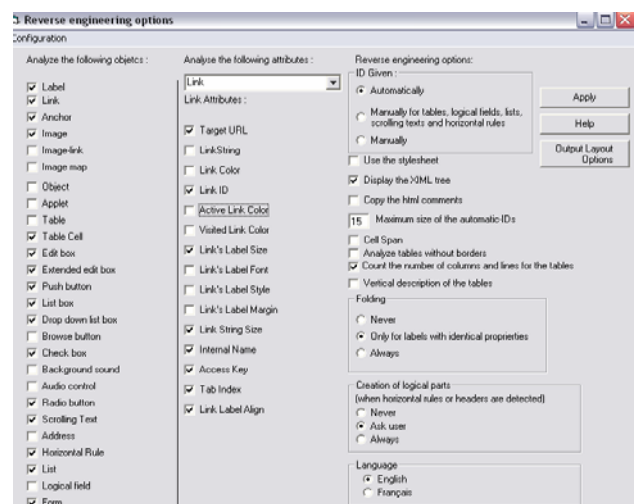 Reverse engineering options
Configuration
Analyze the following objetcs :
Label
Link
Anchor
Image
Image-link
Image map
Object
Applet
Table
Table Cell
Edit box
Extended edit box
Push button
List box
Drop down list box
Browse button
Check box
Background sound
Audio control
Radio button
Scrolling Text
Address
Horizontal Rule
List
Logical field
Form
Analyse the following attributes :
Link
Link Attributes :
Target URL
LinkString
Link Color
Link ID
Active Link Color
Visited Link Color
Link's Label Size
Link's Label Font
Link's Label Style
Link's Label Margin
Link String Size
Internal Name
Access Key
Tab Index
Link Label Align
Reverse engineering options:
ID Given :
Automatically
Manually for tables, logical fields, lists,
scrolling texts and horizontal rules
Manually
Use the stylesheet
Display the XIML tree
Copy the html comments
15 Maximum size of the automatic-IDs
Cell Span
Analyze tables without borders
Count the number of columns and lines for the tables
Vertical description of the tables
Folding
Never
Only for labels with identical proprierties
Always
Creation of logical parts
(when horizontal rules or headers are detected)
Never
Ask user
Always
Language
English
Français
Apply
Help
Output Layout
Options